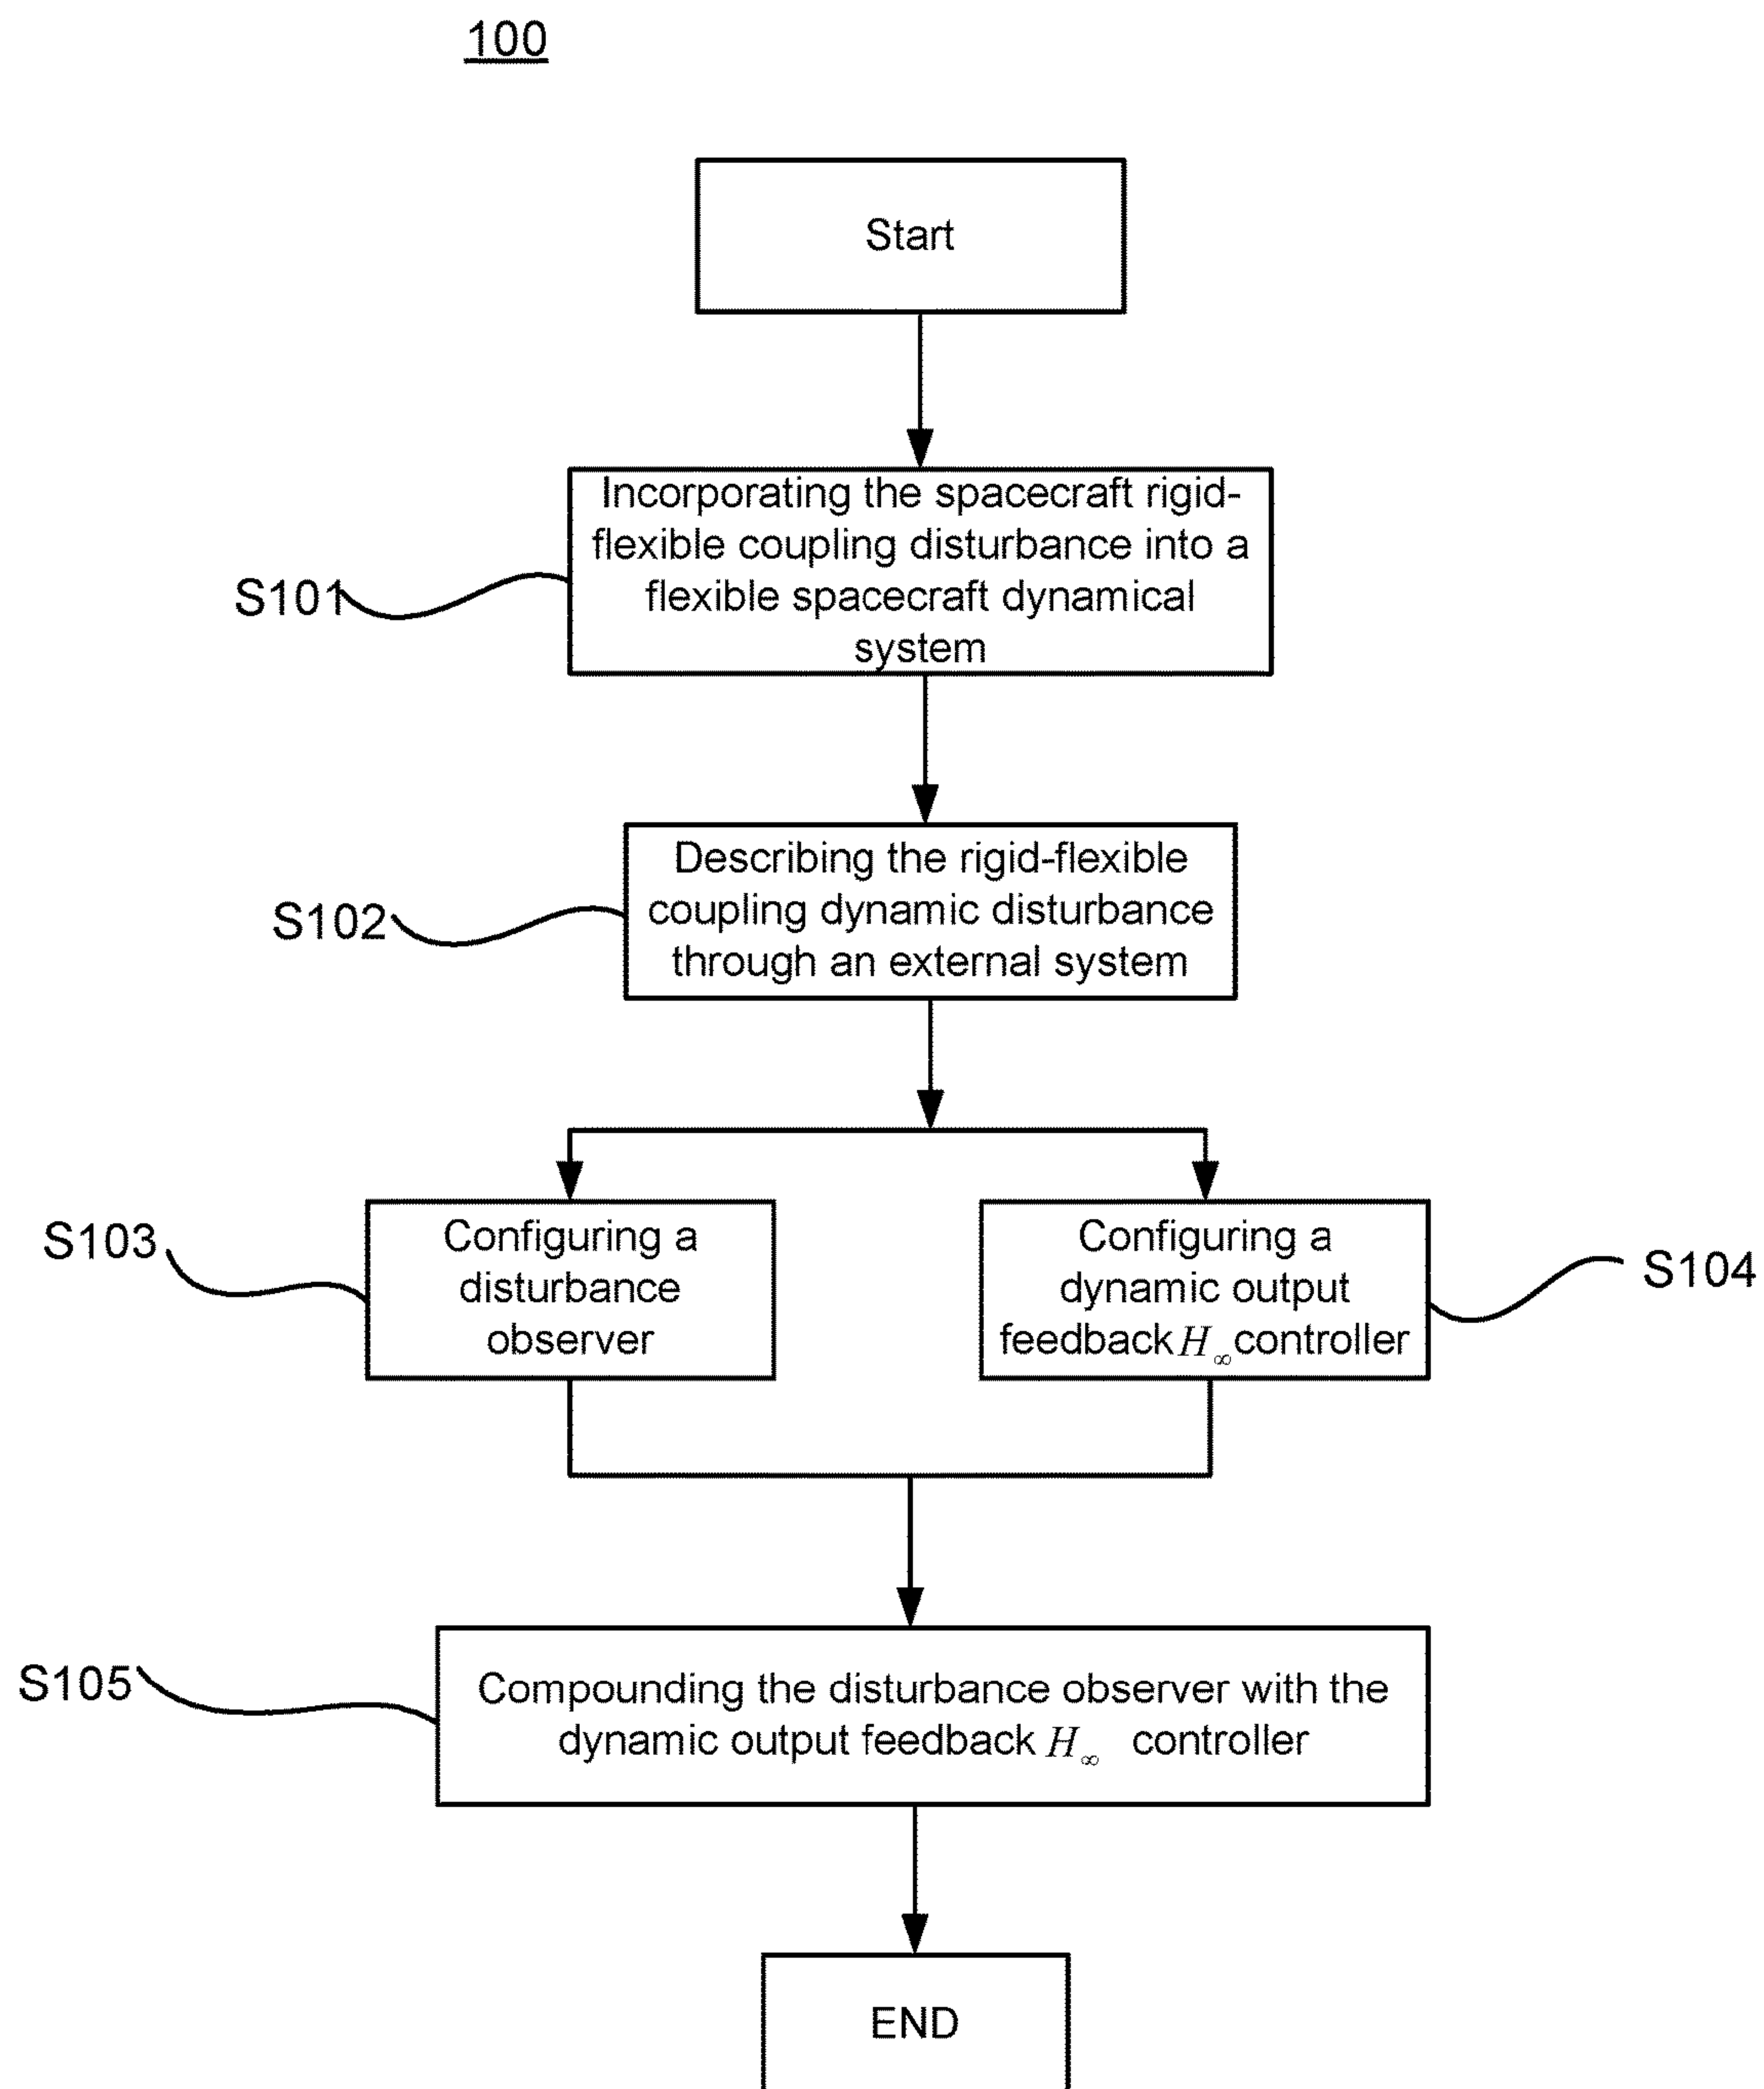 100
Start
Incorporating the spacecraft rigid-
flexible coupling disturbance into a
flexible spacecraft dynamical
system
S101
Describing the rigid-flexible
coupling dynamic disturbance
through an external system
S102
Configuring a
disturbance
observer
S103
Configuring a
dynamic output
feedback H∞ controller
S104
Compounding the disturbance observer with the
dynamic output feedback H∞ controller
S105
END